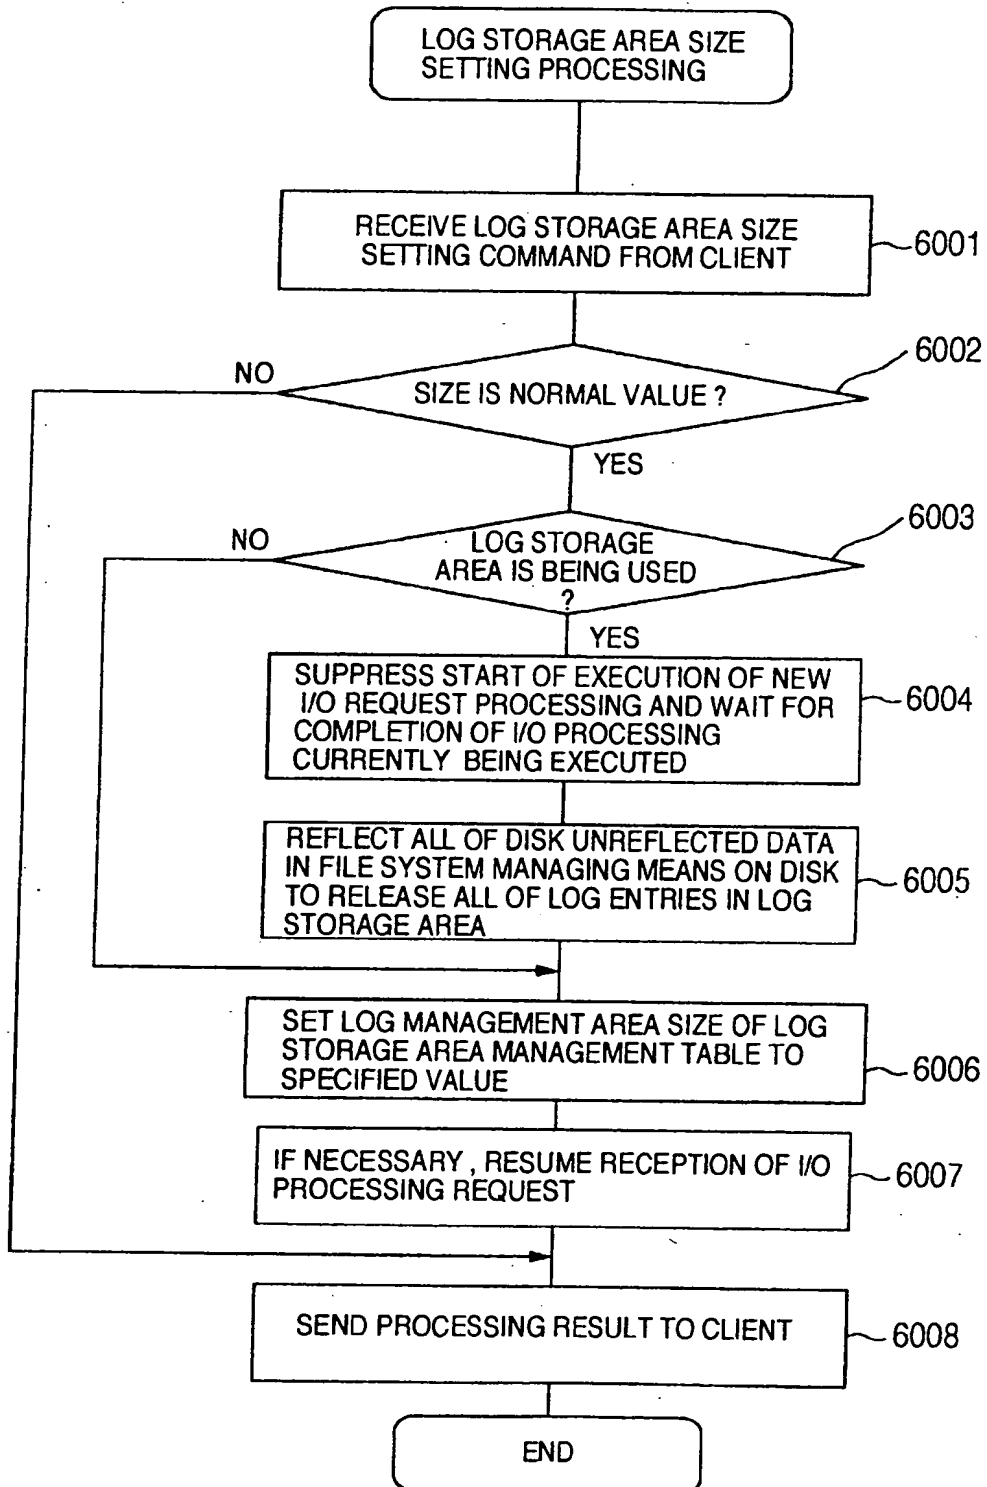 LOG STORAGE AREA SIZE
SETTING PROCESSING
RECEIVE LOG STORAGE AREA SIZE
SETTING COMMAND FROM CLIENT
6001
6002
NO
SIZE IS NORMAL VALUE ?
YES
6003
NO
LOG STORAGE
AREA IS BEING USED
?
YES
SUPPRESS START OF EXECUTION OF NEW
I/O REQUEST PROCESSING AND WAIT FOR
COMPLETION OF I/O PROCESSING
CURRENTLY BEING EXECUTED
6004
REFLECT ALL OF DISK UNREFLECTED DATA
IN FILE SYSTEM MANAGING MEANS ON DISK
TO RELEASE ALL OF LOG ENTRIES IN LOG
STORAGE AREA
6005
SET LOG MANAGEMENT AREA SIZE OF LOG
STORAGE AREA MANAGEMENT TABLE TO
SPECIFIED VALUE
6006
IF NECESSARY , RESUME RECEPTION OF I/O
PROCESSING REQUEST
6007
SEND PROCESSING RESULT TO CLIENT
6008
END